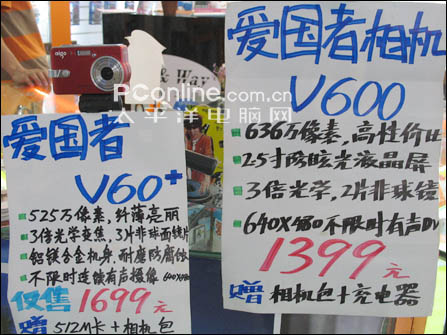 aigo
& Way
PConline.com.cn
太平洋电脑网
爱国者
V60+
525万像素,纤薄亮丽
3倍光学变焦,3片非球面镜片
铝镁合金机身,耐磨防腐蚀
不限时连续有声摄像 640X480
仅售1699元
赠 512M卡+相机包
爱国者相机
V600
636万像素,高性价比
2.5寸防眩光液晶屏
3倍光学,2片非球镜
640X480不限时有声DV
1399元
赠 相机包+充电器